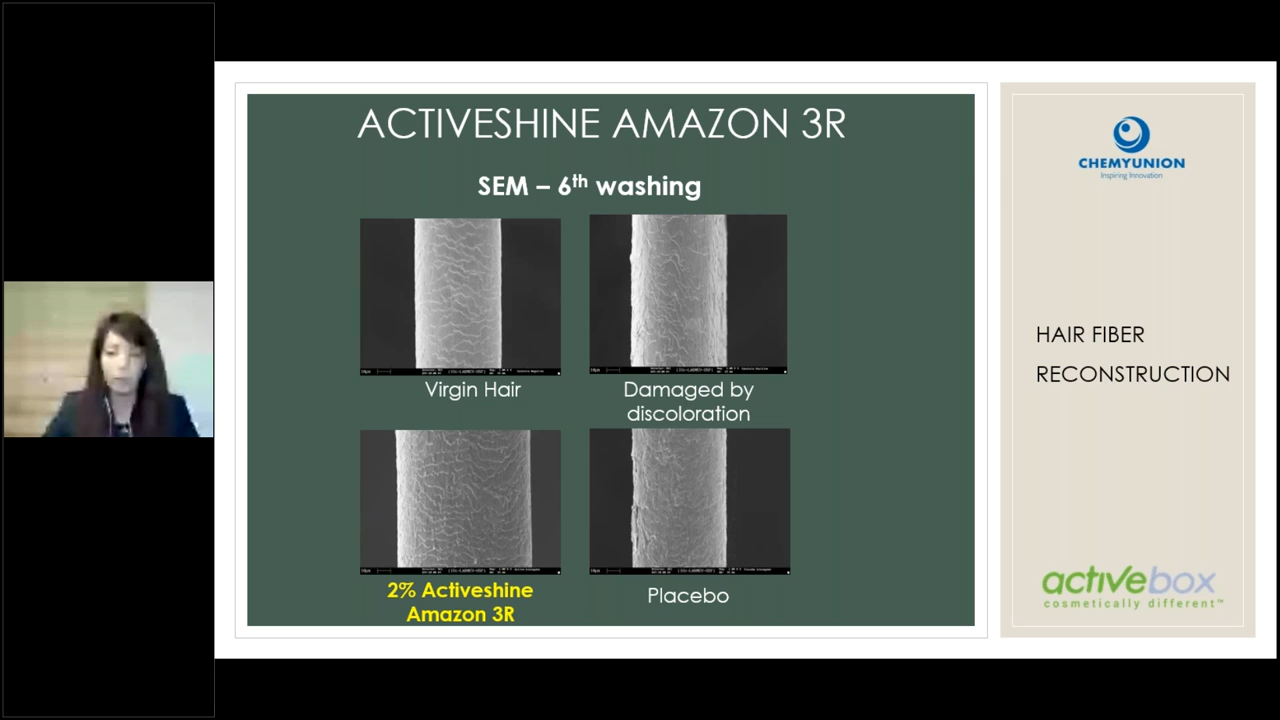 ACTIVESHINE AMAZON 3R
SEM – 6th washing
Virgin Hair
Damaged by
discoloration
2% Activeshine
Amazon 3R
Placebo
CHEMYUNION
Inspiring Innovation
HAIR FIBER
RECONSTRUCTION
activebox
cosmetically different™